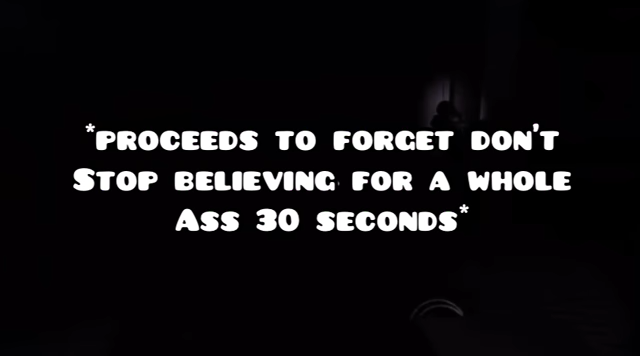 *PROCEEDS TO FORGET DON'T
STOP BELIEVING FOR A WHOLE
ASS 30 SECONDS*